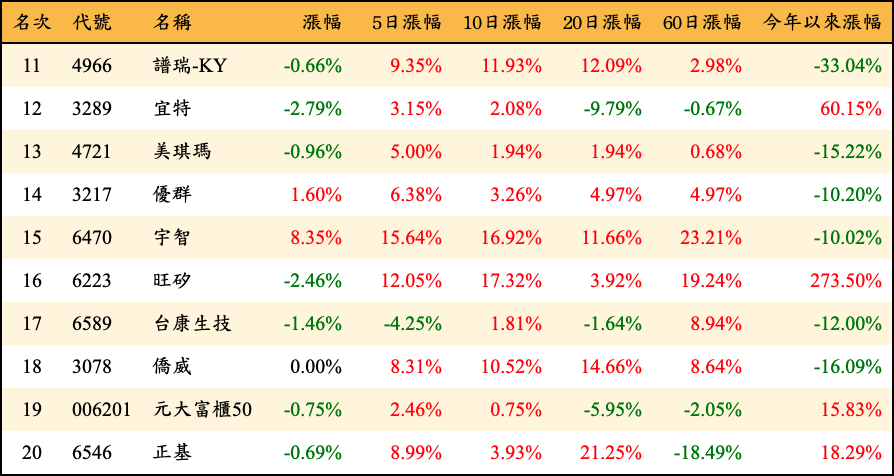 名次 代號 名稱 漲幅 5日漲幅 10日漲幅 20日漲幅 60日漲幅 今年以來漲幅
11 4966 譜瑞-KY -0.66% 9.35% 11.93% 12.09% 2.98% -33.04%
12 3289 宜特 -2.79% 3.15% 2.08% -9.79% -0.67% 60.15%
13 4721 美琪瑪 -0.96% 5.00% 1.94% 1.94% 0.68% -15.22%
14 3217 優群 1.60% 6.38% 3.26% 4.97% 4.97% -10.20%
15 6470 宇智 8.35% 15.64% 16.92% 11.66% 23.21% -10.02%
16 6223 旺矽 -2.46% 12.05% 17.32% 3.92% 19.24% 273.50%
17 6589 台康生技 -1.46% -4.25% 1.81% -1.64% 8.94% -12.00%
18 3078 僑威 0.00% 8.31% 10.52% 14.66% 8.64% -16.09%
19 006201 元大富櫃50 -0.75% 2.46% 0.75% -5.95% -2.05% 15.83%
20 6546 正基 -0.69% 8.99% 3.93% 21.25% -18.49% 18.29%